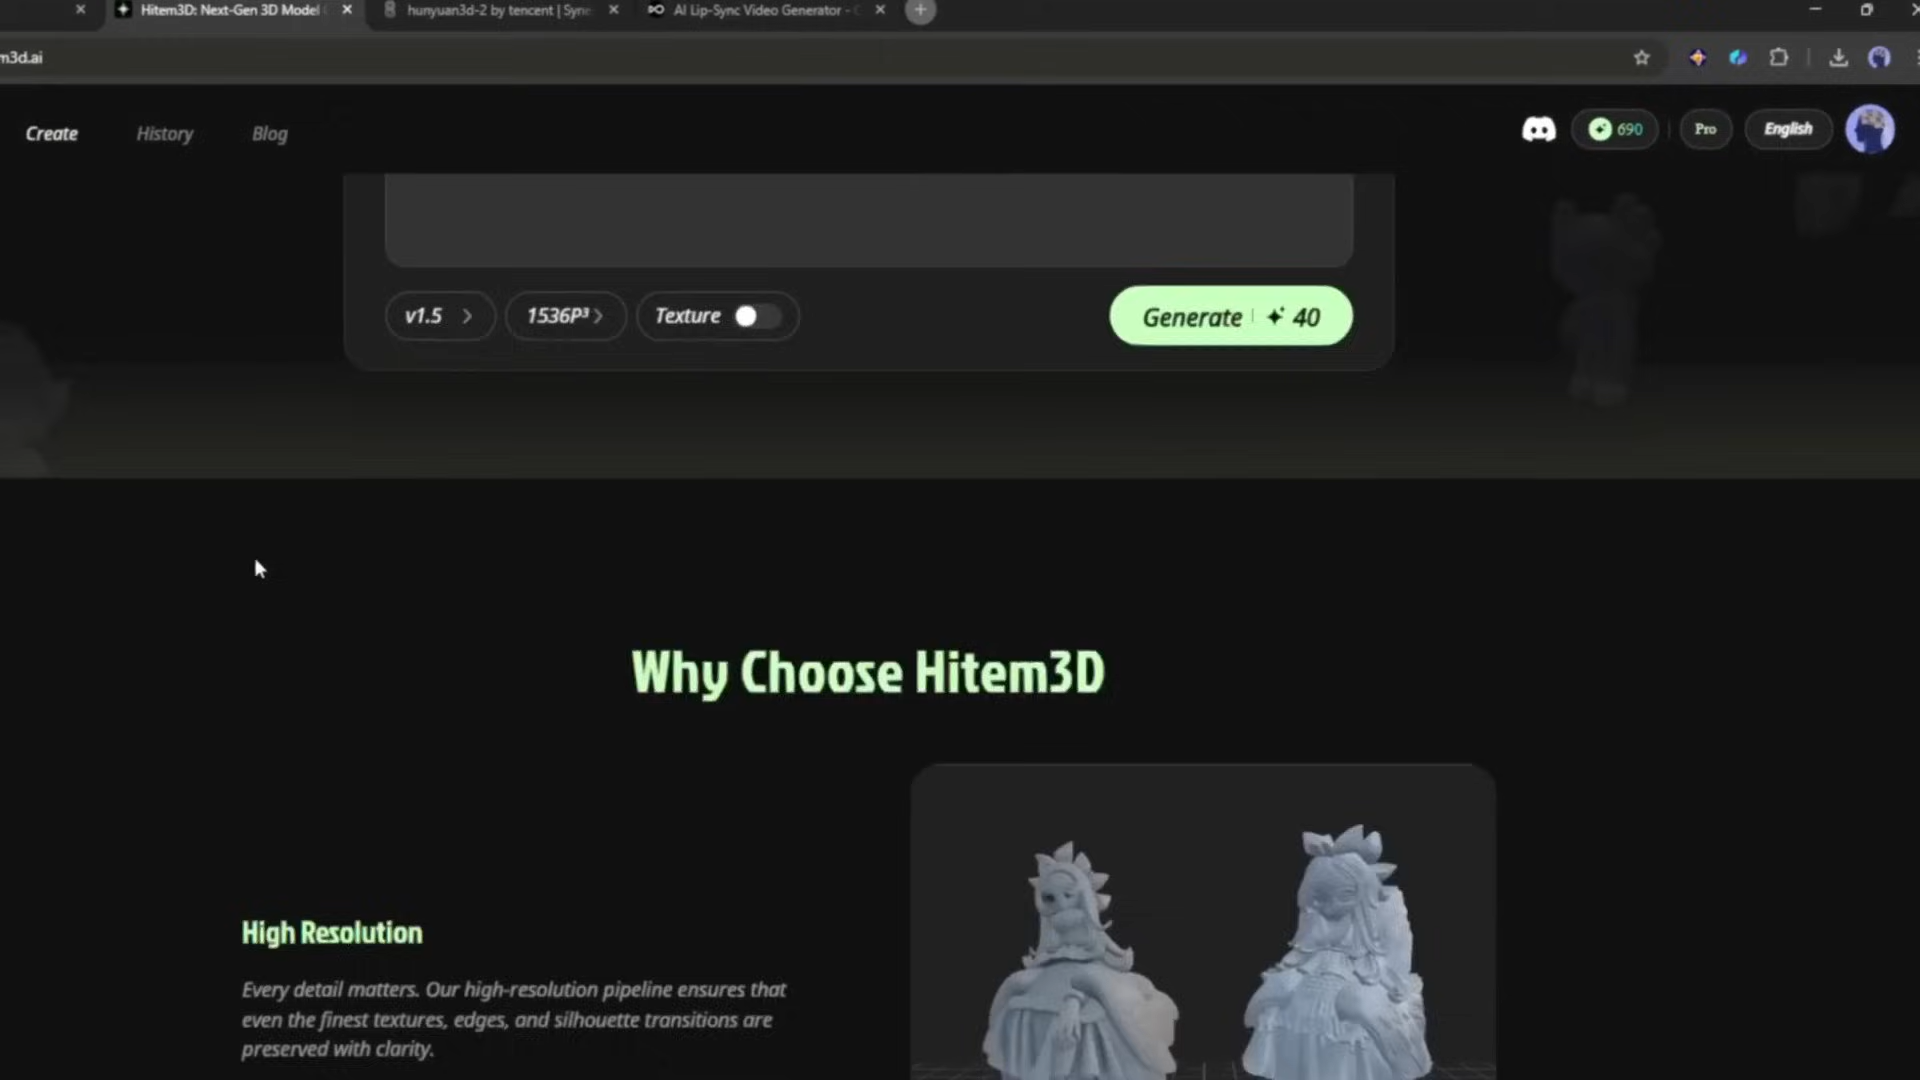 Hitem3D: Next-Gen 3D Model
hunyuan3d-2 by tencent | Syne
AI Lip-Sync Video Generator -
m3d.ai
Create
History
Blog
690
Pro
English
v1.5
1536P³
Texture
Generate
40
Why Choose Hitem3D
High Resolution
Every detail matters. Our high-resolution pipeline ensures that
even the finest textures, edges, and silhouette transitions are
preserved with clarity.